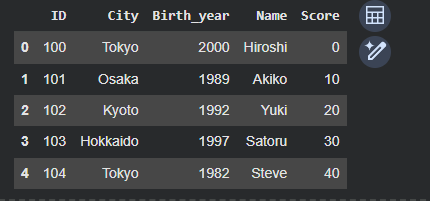 ID City Birth_year Name Score
0 100 Tokyo 2000 Hiroshi 0
1 101 Osaka 1989 Akiko 10
2 102 Kyoto 1992 Yuki 20
3 103 Hokkaido 1997 Satoru 30
4 104 Tokyo 1982 Steve 40